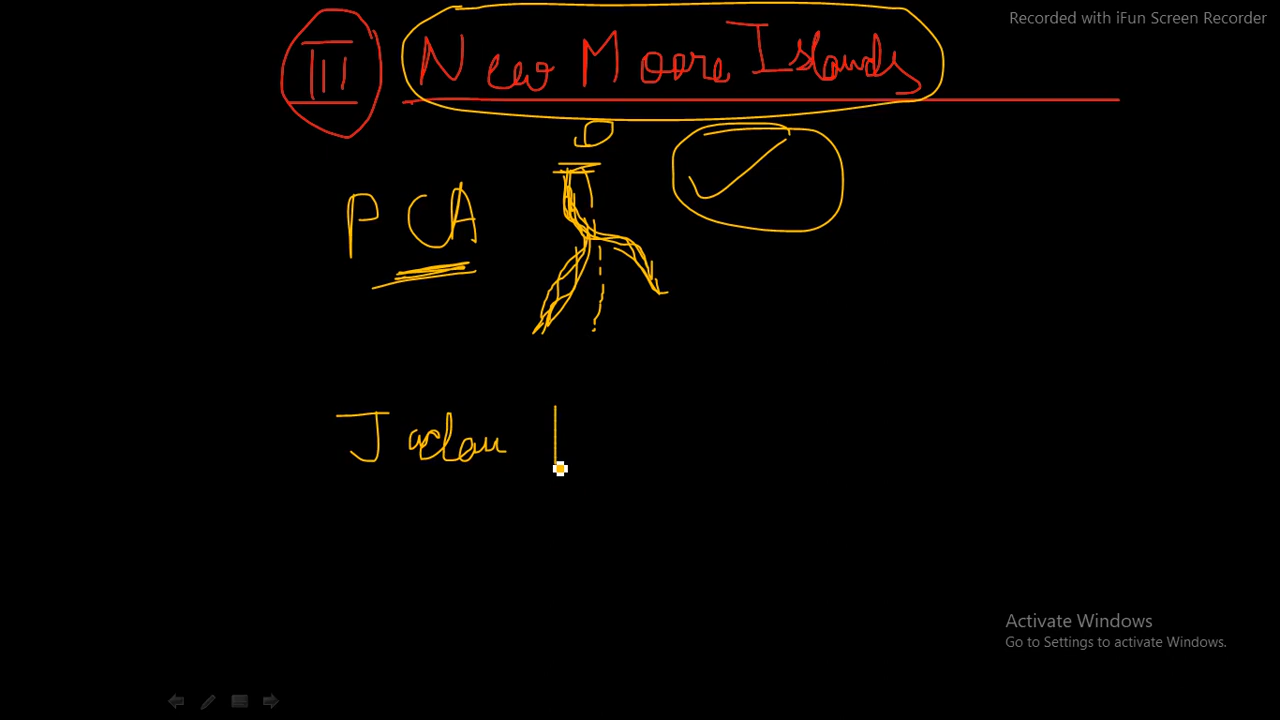 Recorded with iFun Screen Recorder
III New Moore Islands
PCA
Activate Windows
Go to Settings to activate Windows.